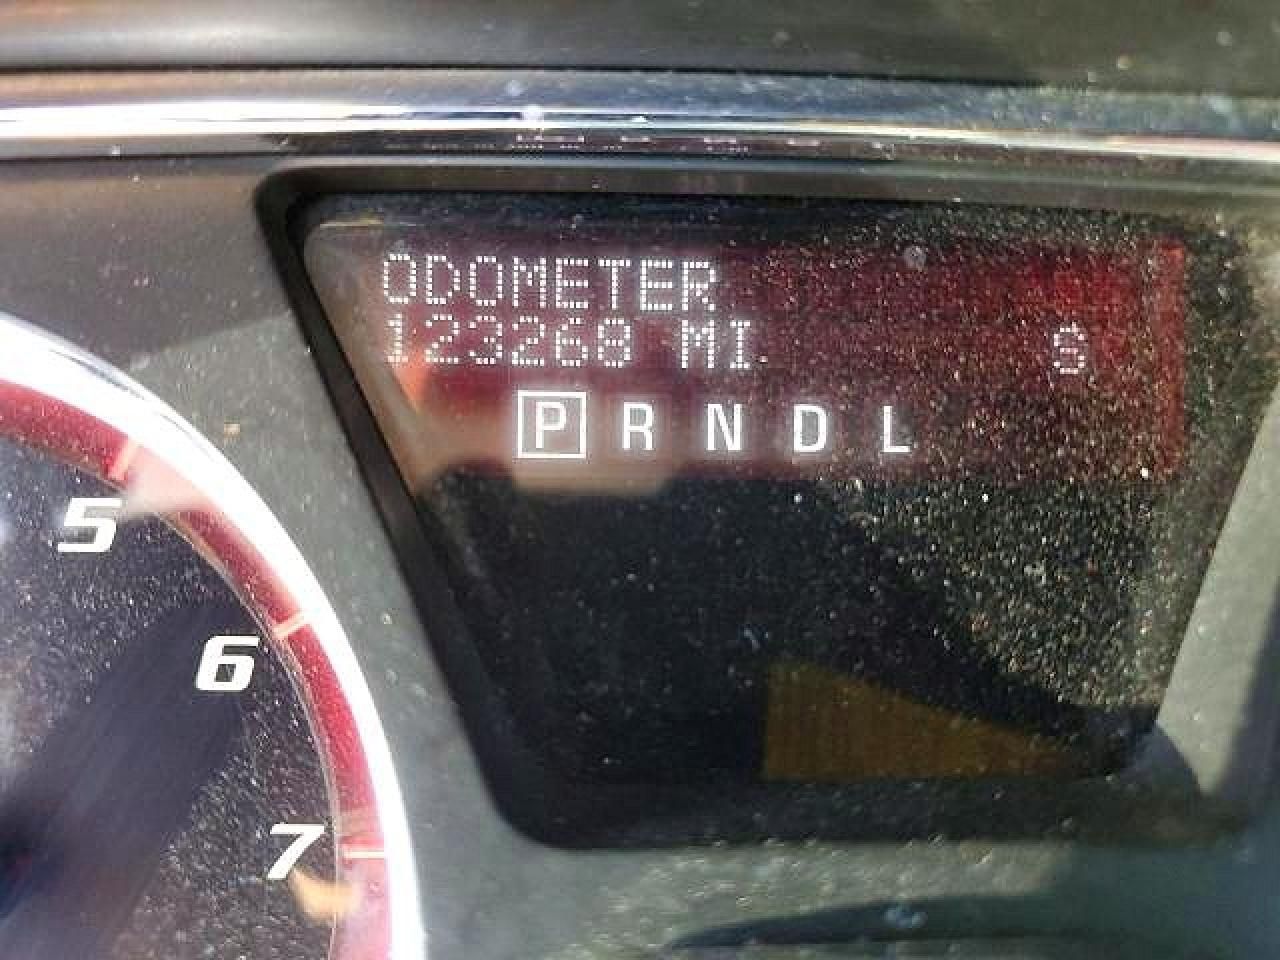 ODOMETER
123268 MI S
P R N D L
5
6
7